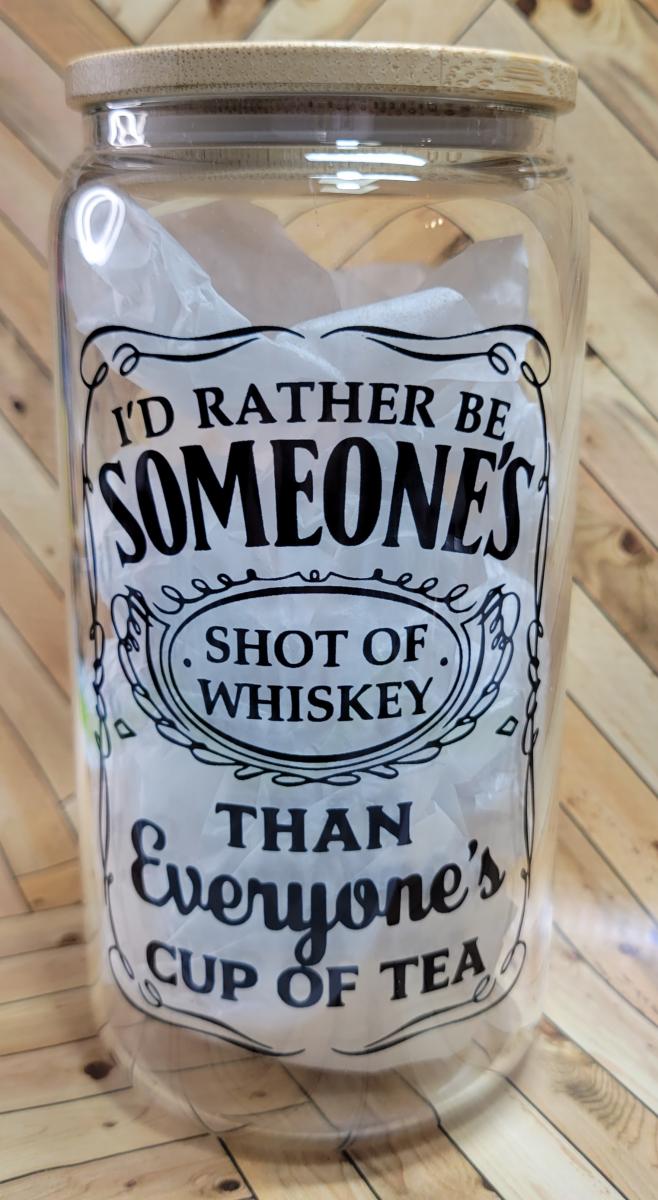 I'D RATHER BE
SOMEONE'S
SHOT OF
WHISKEY
THAN
Everyone's
CUP OF TEA